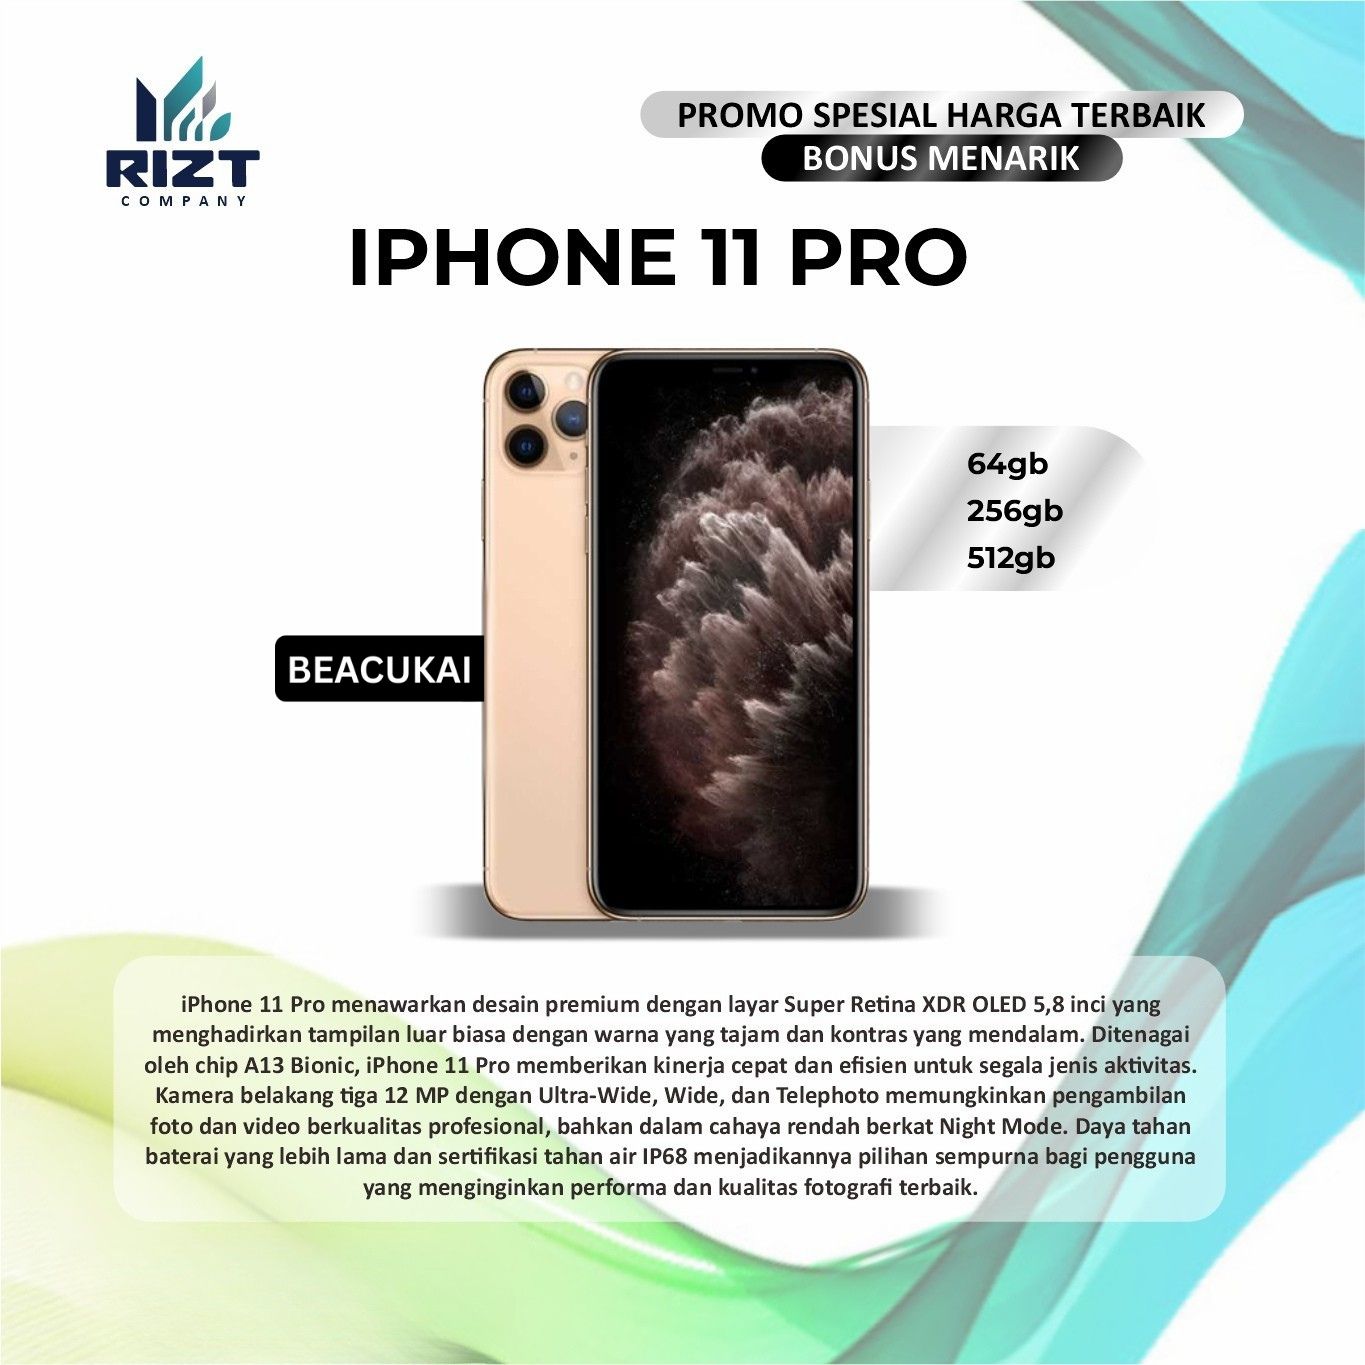 RIZT
COMPANY
PROMO SPESIAL HARGA TERBAIK
BONUS MENARIK
IPHONE 11 PRO
64gb
256gb
512gb
BEACUKAI
iPhone 11 Pro menawarkan desain premium dengan layar Super Retina XDR OLED 5,8 inci yang
menghadirkan tampilan luar biasa dengan warna yang tajam dan kontras yang mendalam. Ditenagai
oleh chip A13 Bionic, iPhone 11 Pro memberikan kinerja cepat dan efisien untuk segala jenis aktivitas.
Kamera belakang tiga 12 MP dengan Ultra-Wide, Wide, dan Telephoto memungkinkan pengambilan
foto dan video berkualitas profesional, bahkan dalam cahaya rendah berkat Night Mode. Daya tahan
baterai yang lebih lama dan sertifikasi tahan air IP68 menjadikannya pilihan sempurna bagi pengguna
yang menginginkan performa dan kualitas fotografi terbaik.